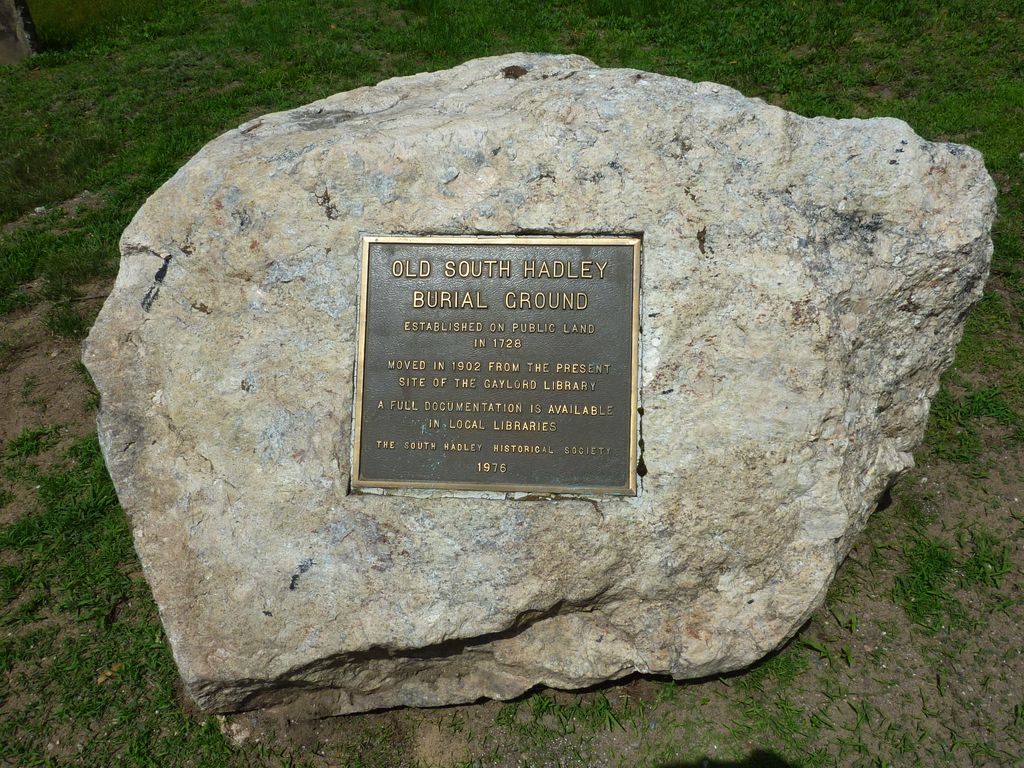 OLD SOUTH HADLEY
BURIAL GROUND
ESTABLISHED ON PUBLIC LAND
IN 1728
MOVED IN 1902 FROM THE PRESENT
SITE OF THE GAYLORD LIBRARY
A FULL DOCUMENTATION IS AVAILABLE
IN LOCAL LIBRARIES
THE SOUTH HADLEY HISTORICAL SOCIETY
1976